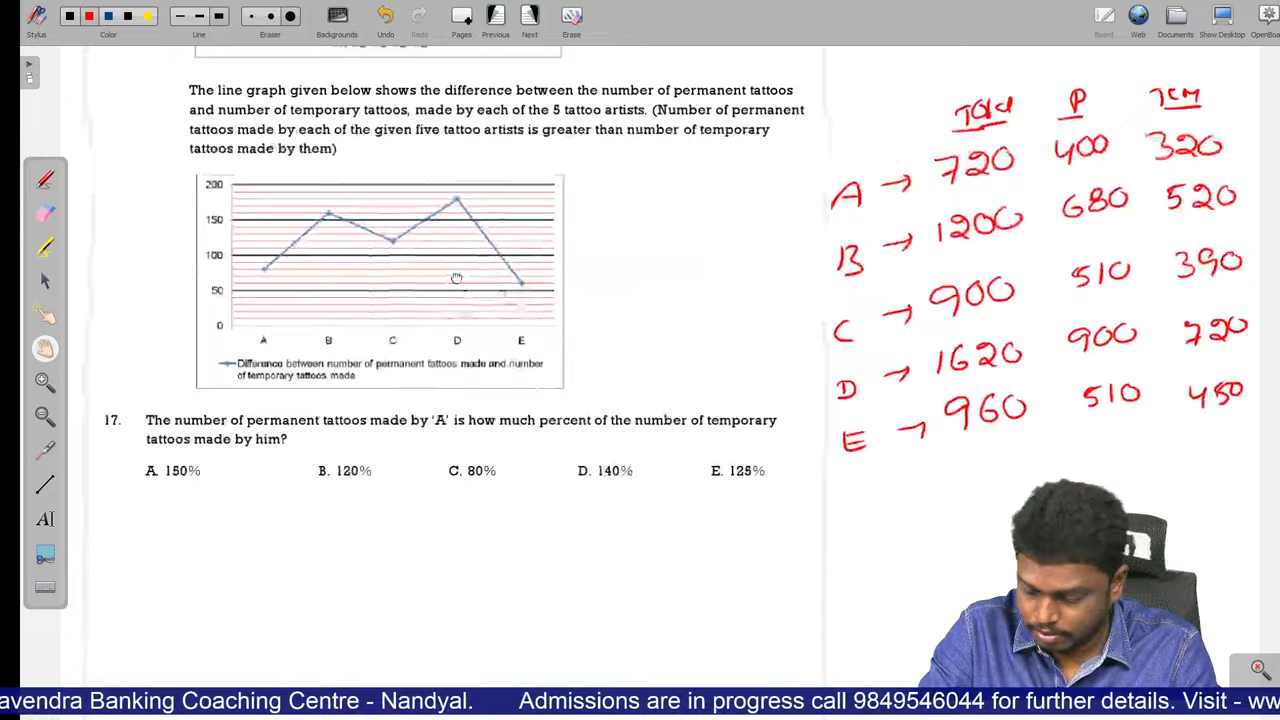 Stylus
Color
Line
Eraser
Backgrounds
Undo
Redo
Pages
Previous
Next
Erase
Board
Web
Documents
Show Desktop
OpenBoa
The line graph given below shows the difference between the number of permanent tattoos
and number of temporary tattoos, made by each of the 5 tattoo artists. (Number of permanent
tattoos made by each of the given five tattoo artists is greater than number of temporary
tattoos made by them)
200
150
100
50
0
A B C D E
Difference between number of permanent tattoos made and number
of temporary tattoos made
17. The number of permanent tattoos made by ‘A’ is how much percent of the number of temporary
tattoos made by him?
A. 150% B. 120% C. 80% D. 140% E. 125%
Total P Tem
A → 720 400 320
B → 1200 680 520
C → 900 510 390
D → 1620 900 720
E → 960 510 450
avendra Banking Coaching Centre - Nandyal. Admissions are in progress call 9849546044 for further details. Visit - ww